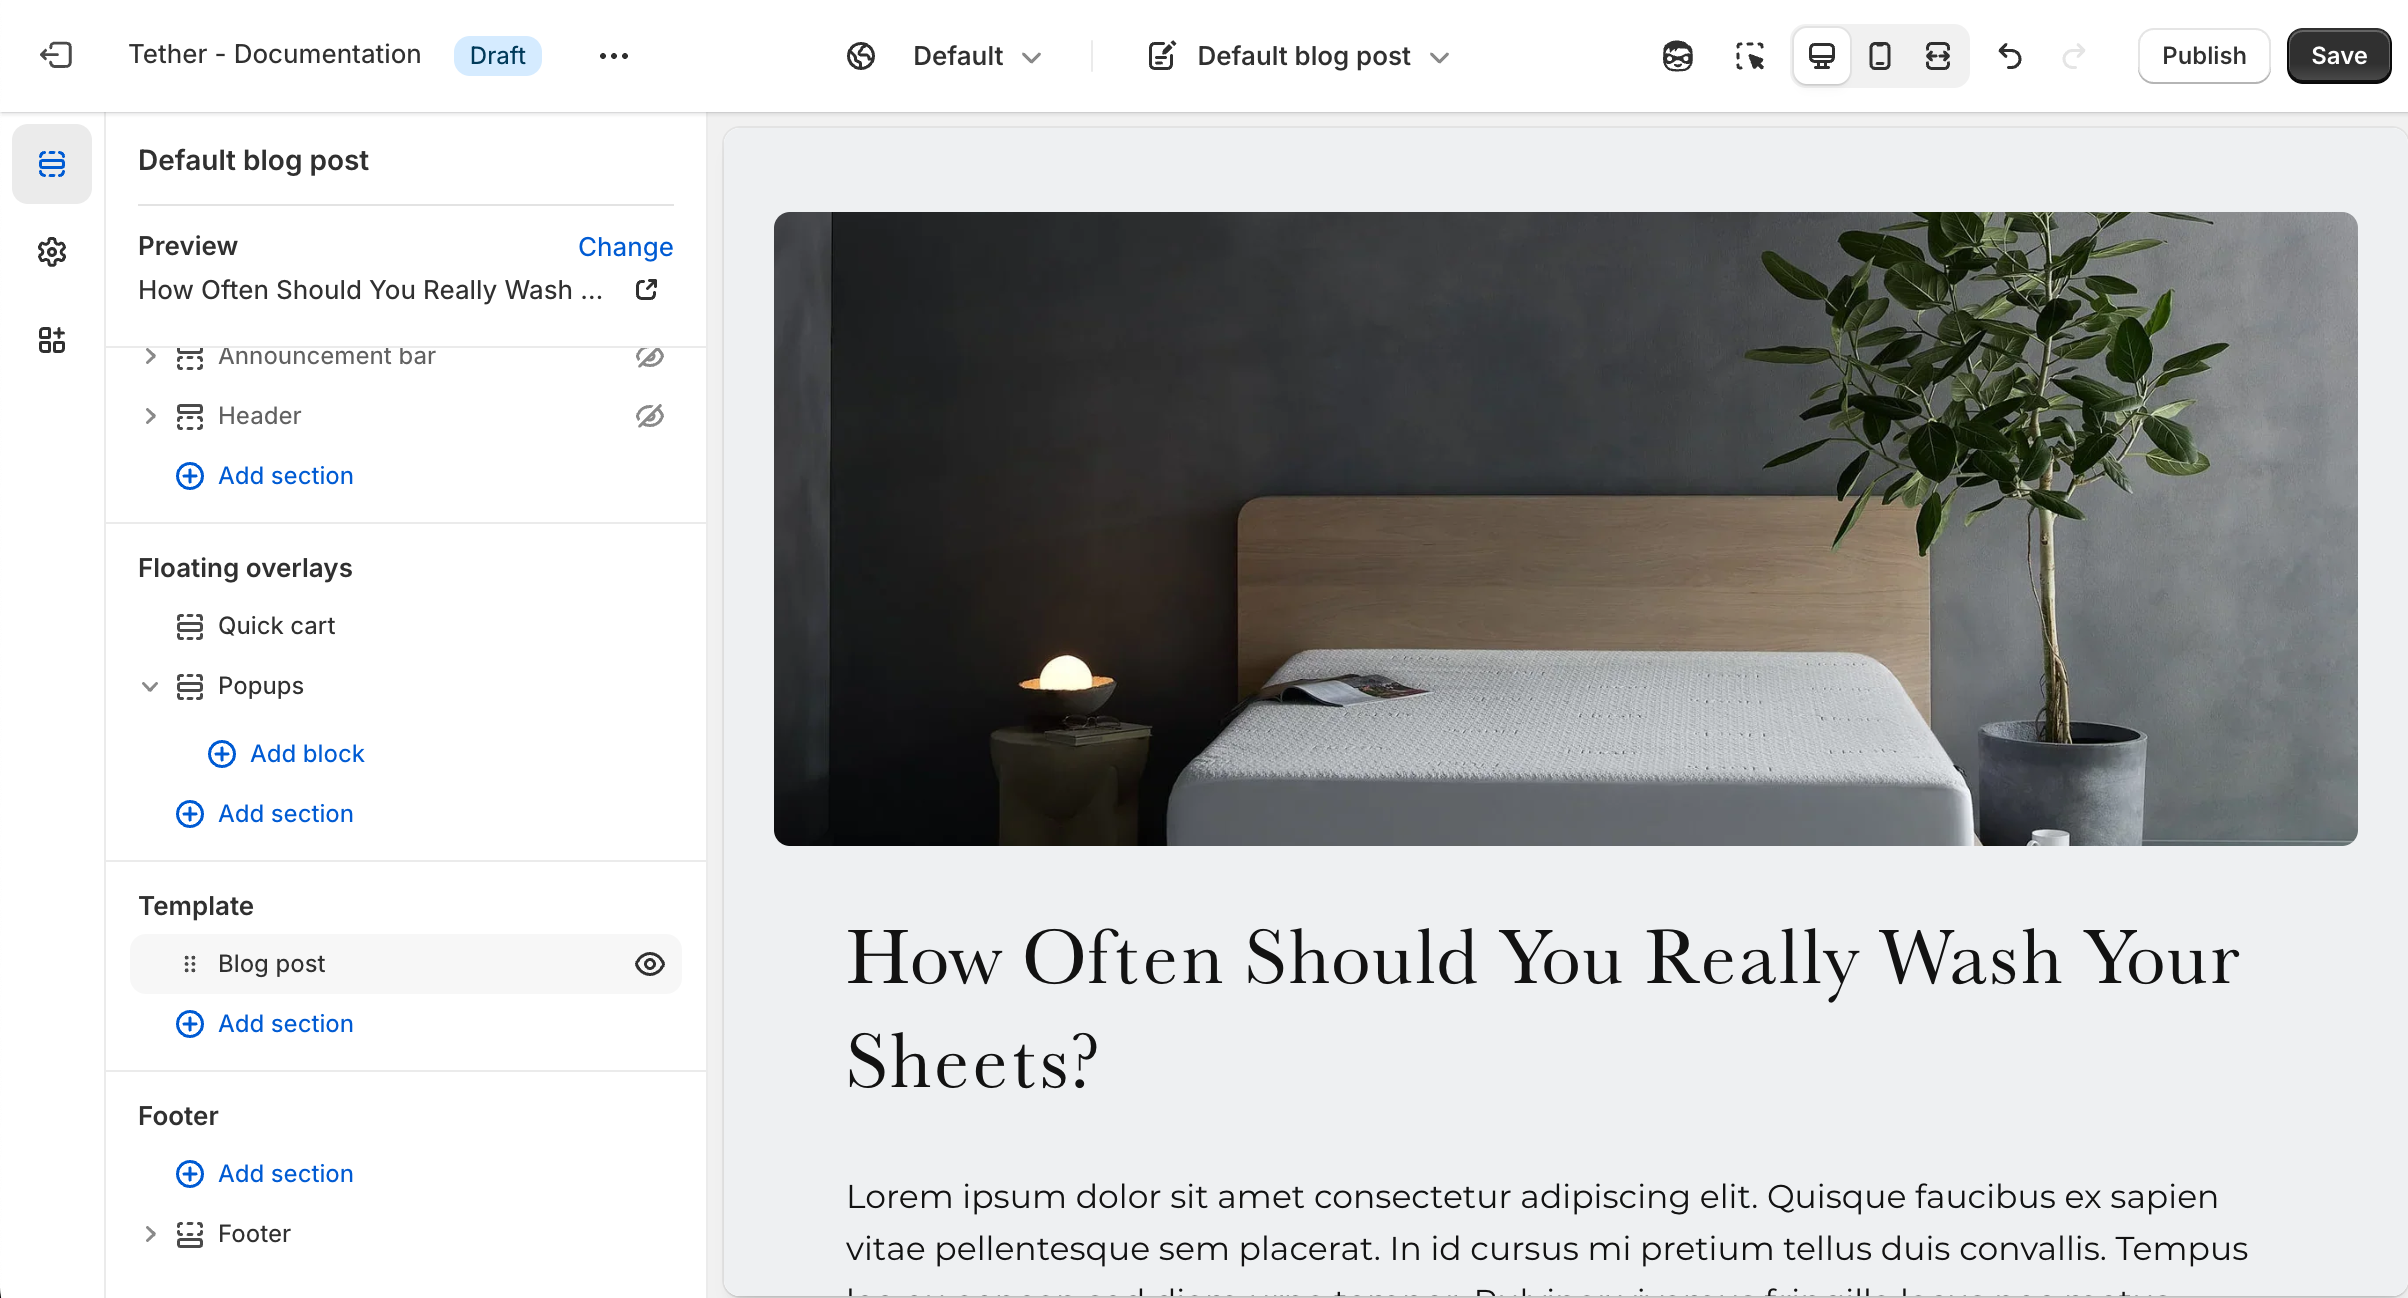 Tether - Documentation
Draft
Default
Default blog post
Publish
Save
Default blog post
Preview
Change
How Often Should You Really Wash ...
Announcement bar
Header
Add section
Floating overlays
Quick cart
Popups
Add block
Add section
Template
Blog post
Add section
Footer
Add section
Footer
How Often Should You Really Wash Your
Sheets?
Lorem ipsum dolor sit amet consectetur adipiscing elit. Quisque faucibus ex sapien
vitae pellentesque sem placerat. In id cursus mi pretium tellus duis convallis. Tempus